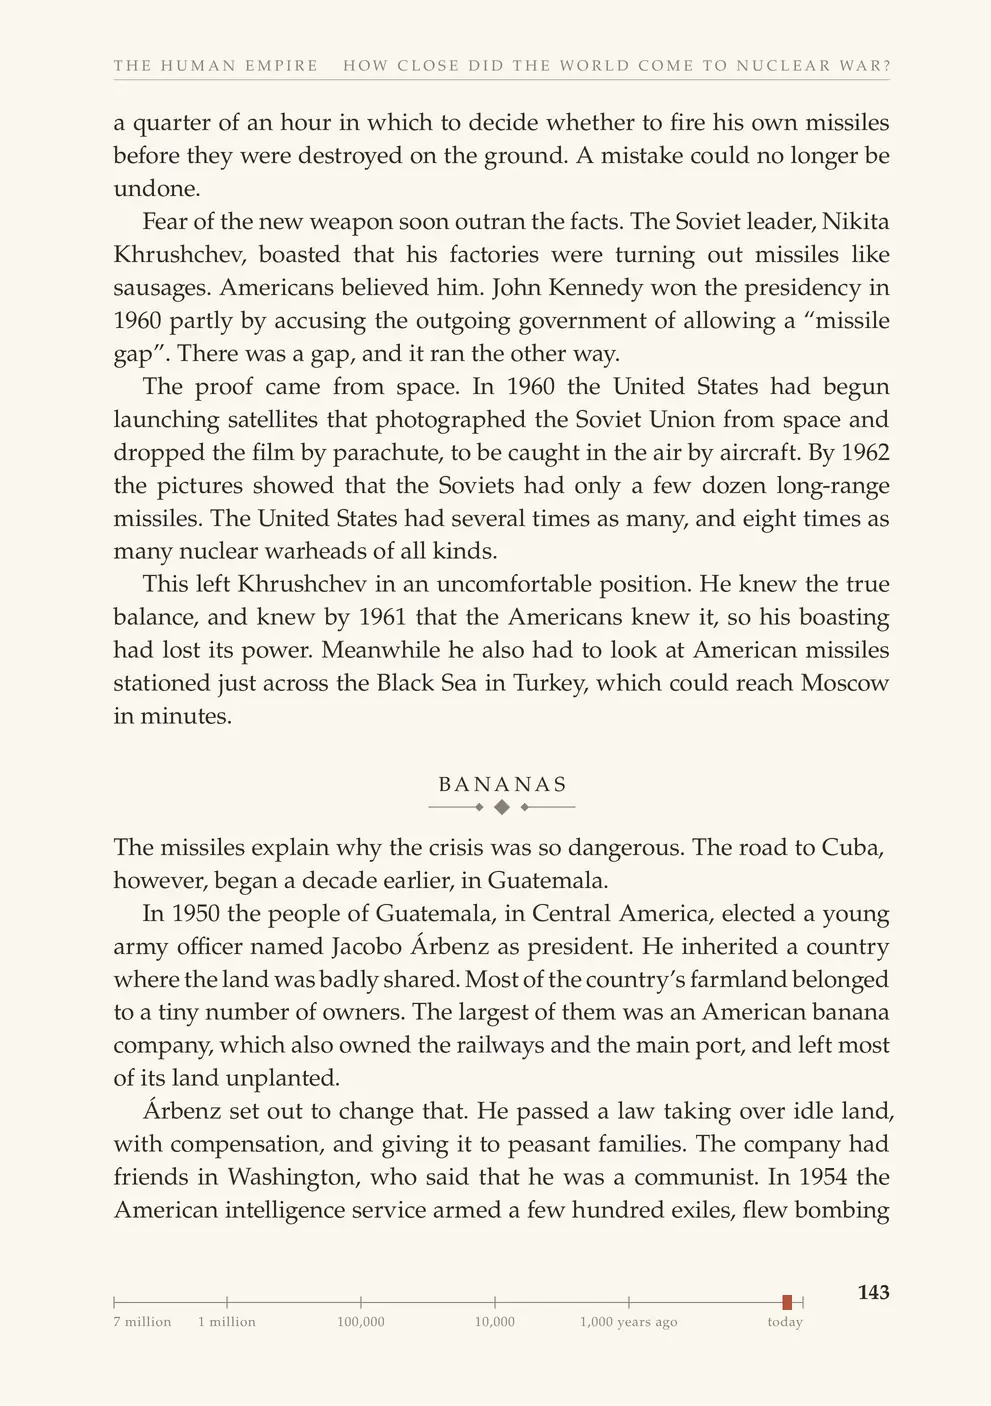 THE HUMAN EMPIRE HOW CLOSE DID THE WORLD COME TO NUCLEAR WAR?
a quarter of an hour in which to decide whether to fire his own missiles
before they were destroyed on the ground. A mistake could no longer be
undone.
Fear of the new weapon soon outran the facts. The Soviet leader, Nikita
Khrushchev, boasted that his factories were turning out missiles like
sausages. Americans believed him. John Kennedy won the presidency in
1960 partly by accusing the outgoing government of allowing a “missile
gap”. There was a gap, and it ran the other way.
The proof came from space. In 1960 the United States had begun
launching satellites that photographed the Soviet Union from space and
dropped the film by parachute, to be caught in the air by aircraft. By 1962
the pictures showed that the Soviets had only a few dozen long-range
missiles. The United States had several times as many, and eight times as
many nuclear warheads of all kinds.
This left Khrushchev in an uncomfortable position. He knew the true
balance, and knew by 1961 that the Americans knew it, so his boasting
had lost its power. Meanwhile he also had to look at American missiles
stationed just across the Black Sea in Turkey, which could reach Moscow
in minutes.
BANANAS
The missiles explain why the crisis was so dangerous. The road to Cuba,
however, began a decade earlier, in Guatemala.
In 1950 the people of Guatemala, in Central America, elected a young
army officer named Jacobo Árbenz as president. He inherited a country
where the land was badly shared. Most of the country’s farmland belonged
to a tiny number of owners. The largest of them was an American banana
company, which also owned the railways and the main port, and left most
of its land unplanted.
Árbenz set out to change that. He passed a law taking over idle land,
with compensation, and giving it to peasant families. The company had
friends in Washington, who said that he was a communist. In 1954 the
American intelligence service armed a few hundred exiles, flew bombing
143
7 million 1 million 100,000 10,000 1,000 years ago today